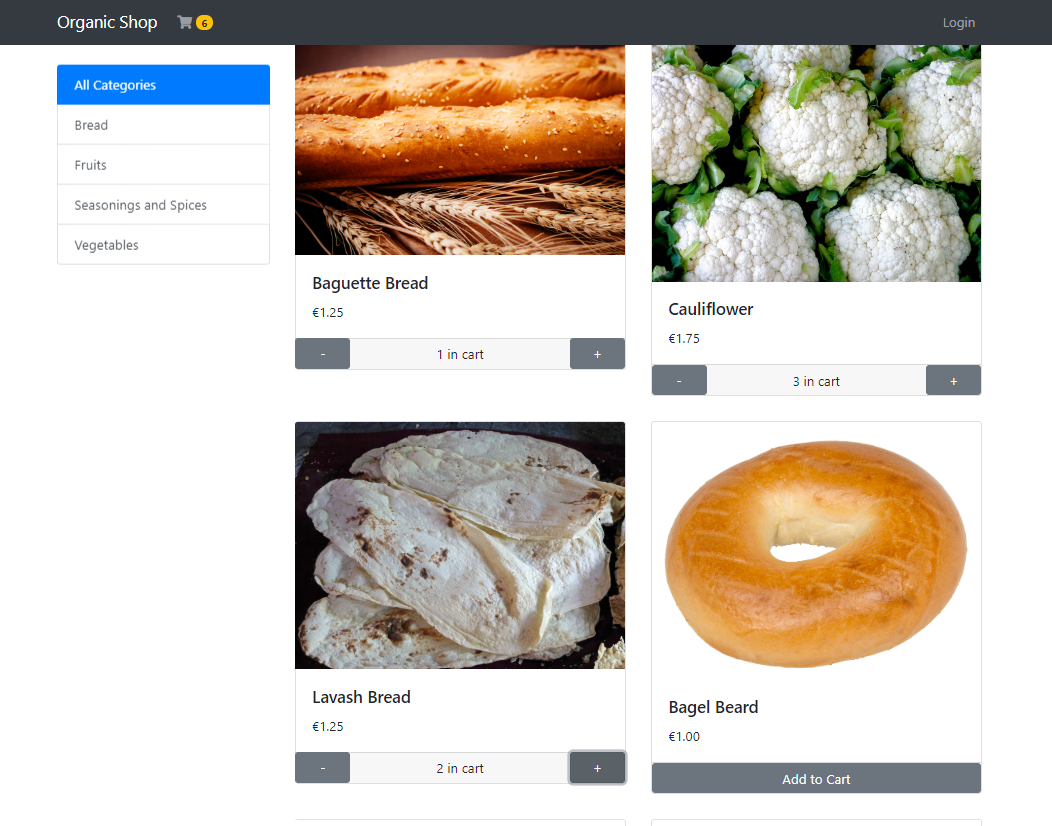 Organic Shop 6 Login
All Categories
Bread
Fruits
Seasonings and Spices
Vegetables
Baguette Bread
€1.25
- 1 in cart +
Cauliflower
€1.75
- 3 in cart +
Lavash Bread
€1.25
- 2 in cart +
Bagel Beard
€1.00
Add to Cart